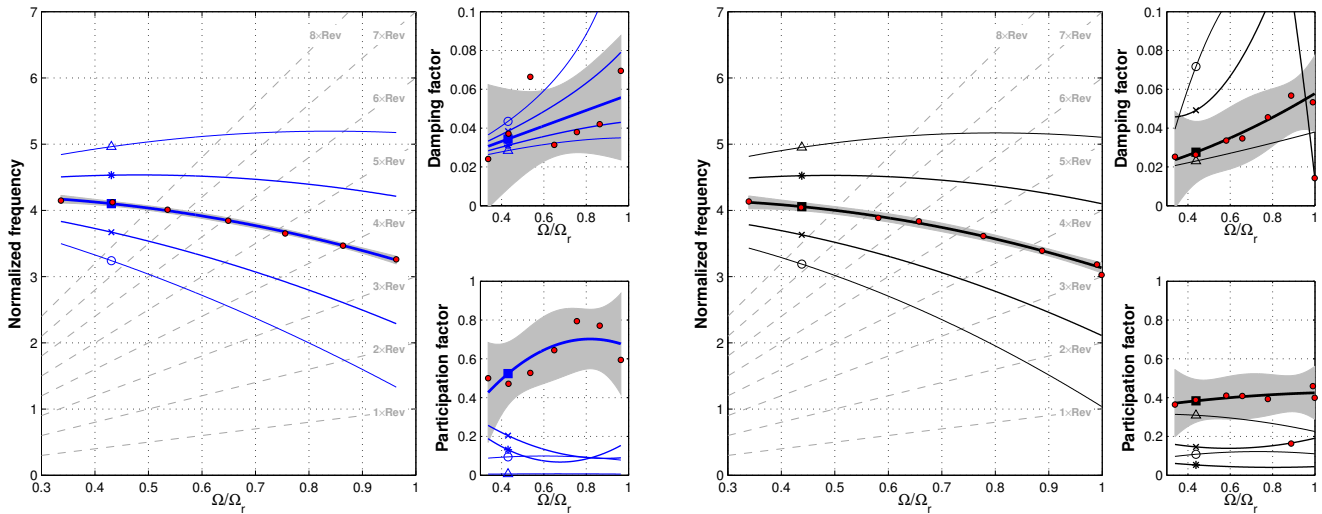 Normalized frequency
7
6
5
4
3
2
1
0
0.3 0.4 0.5 0.6 0.7 0.8 0.9 1
Ω/Ωr
8×Rev
7×Rev
6×Rev
5×Rev
4×Rev
3×Rev
2×Rev
1×Rev
Damping factor
0.1
0.08
0.06
0.04
0.02
0
0.4 0.6 0.8 1
Ω/Ωr
Participation factor
1
0.8
0.6
0.4
0.2
0
0.4 0.6 0.8 1
Ω/Ωr
Normalized frequency
7
6
5
4
3
2
1
0
0.3 0.4 0.5 0.6 0.7 0.8 0.9 1
Ω/Ωr
8×Rev
7×Rev
6×Rev
5×Rev
4×Rev
3×Rev
2×Rev
1×Rev
Damping factor
0.1
0.08
0.06
0.04
0.02
0
0.4 0.6 0.8 1
Ω/Ωr
Participation factor
1
0.8
0.6
0.4
0.2
0
0.4 0.6 0.8 1
Ω/Ωr